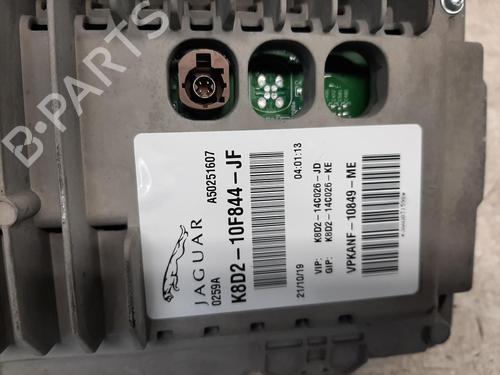 B-PARTS
JAGUAR
0259A
A50251607
K8D2-10F844-JF
21/10/19
04:01:13
VIP: K8D2-14C026-JD
GIP: K8D2-14C026-KE
VPKANF-10849-ME